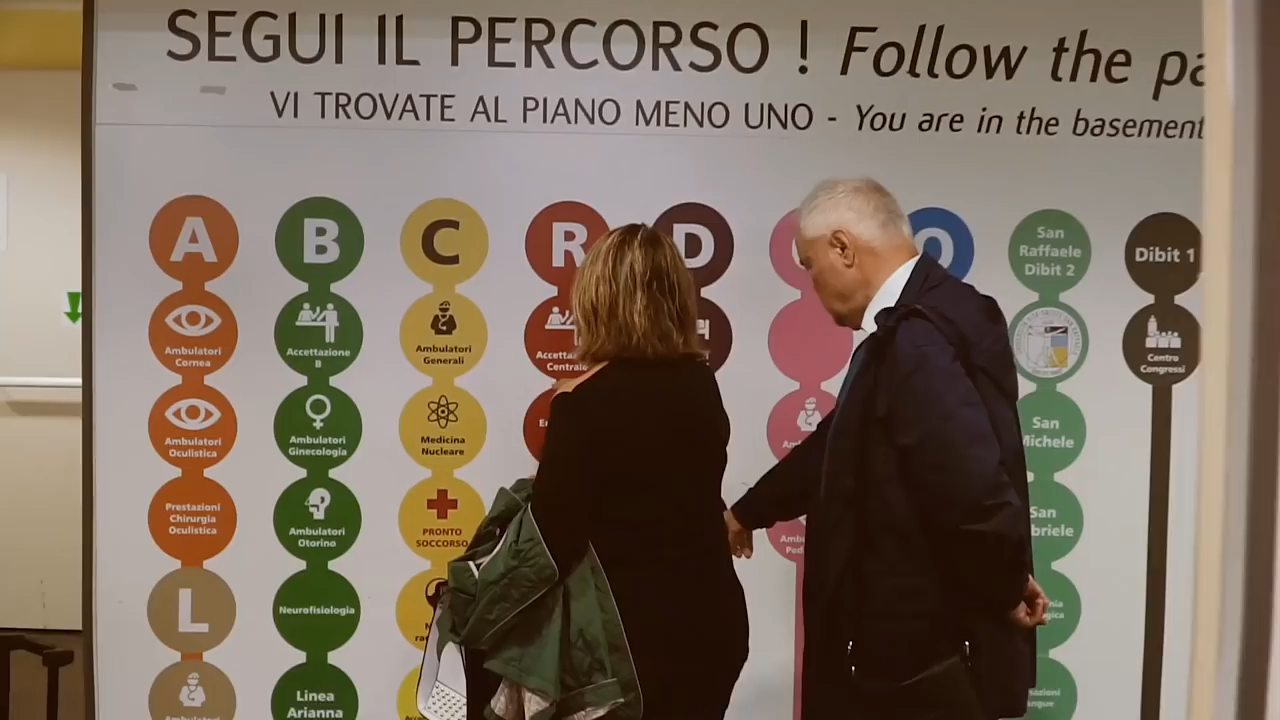 SEGUI IL PERCORSO ! Follow the
VI TROVATE AL PIANO MENO UNO - You are in the basement
A
Ambulatori
Cornea
Ambulatori
Oculistica
Prestazioni
Chirurgia
Oculistica
L
B
Accettazione
B
Ambulatori
Ginecologia
Ambulatori
Otorino
Neurofisiologia
Linea
Arianna
C
Ambulatori
Generali
Medicina
Nucleare
PRONTO
SOCCORSO
R
Centrale
D
San
Raffaele
Dibit 2
San
Michele
San
Dibit 1
Centro
Congressi